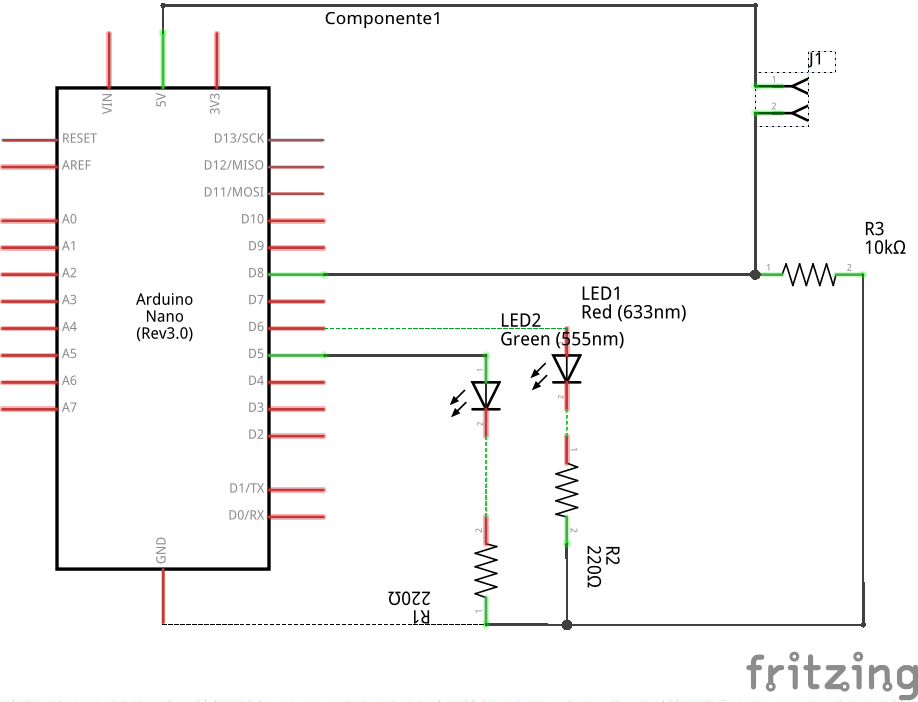 Componente1
J1
1
2
VIN
5V
3V3
RESET
AREF
A0
A1
A2
A3
A4
A5
A6
A7
Arduino
Nano
(Rev3.0)
D13/SCK
D12/MISO
D11/MOSI
D10
D9
D8
D7
D6
D5
D4
D3
D2
D1/TX
D0/RX
GND
R3
10kΩ
1
2
LED1
Red (633nm)
LED2
Green (555nm)
1
2
2
1
2
R2
220Ω
2
1
R1
220Ω
fritzing